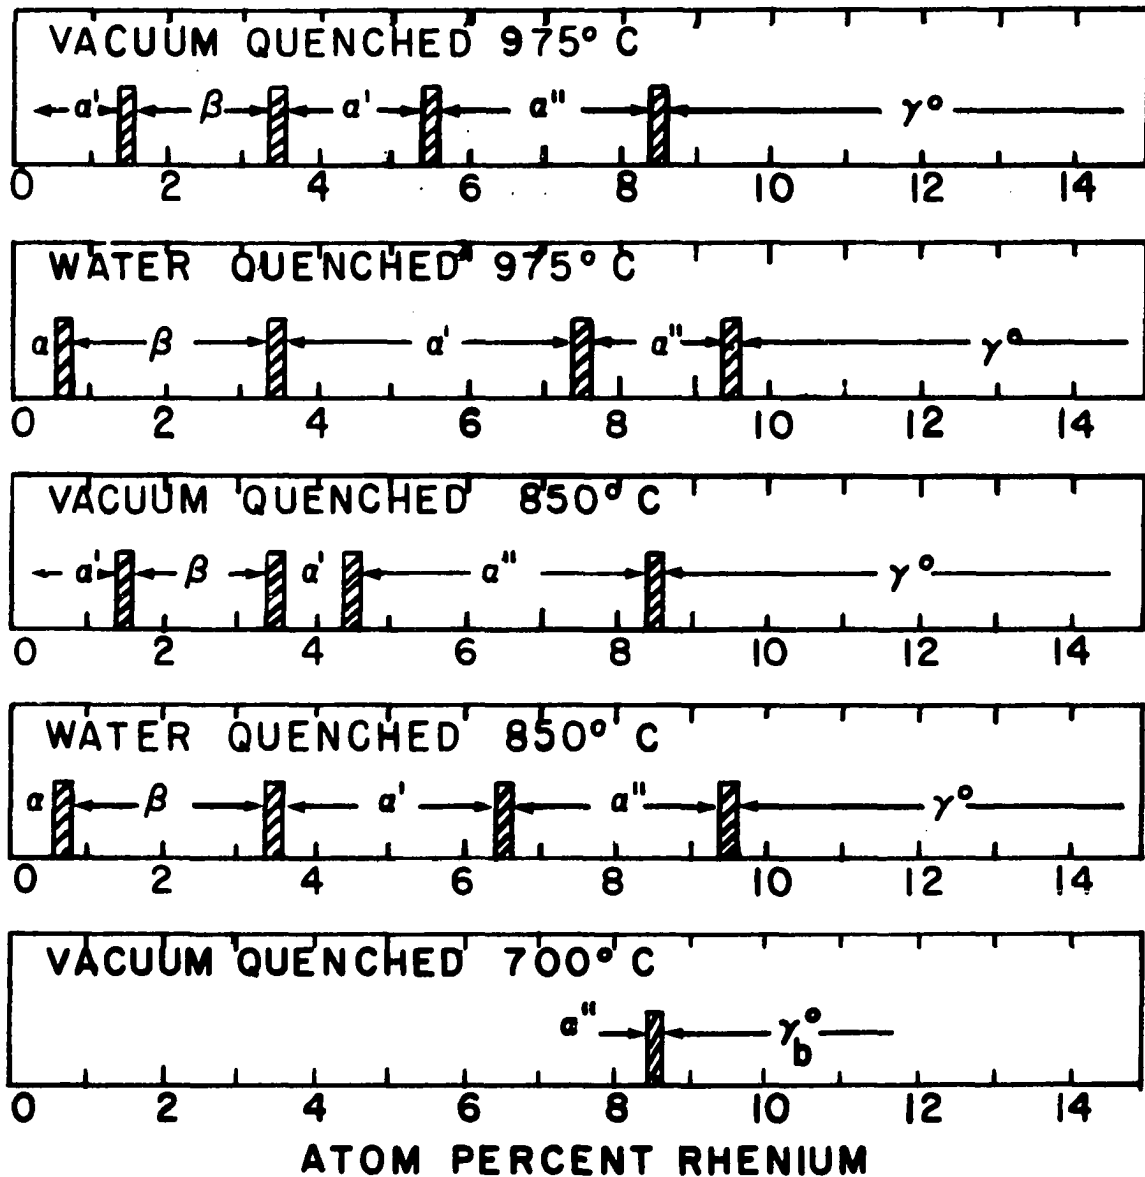 VACUUM QUENCHED 975° C
α' β α' α" γ°
0 2 4 6 8 10 12 14
WATER QUENCHED 975° C
α β α' α" γ°
0 2 4 6 8 10 12 14
VACUUM QUENCHED 850° C
α' β α' α" γ°
0 2 4 6 8 10 12 14
WATER QUENCHED 850° C
α β α' α" γ°
0 2 4 6 8 10 12 14
VACUUM QUENCHED 700° C
α" γ°b
0 2 4 6 8 10 12 14
ATOM PERCENT RHENIUM